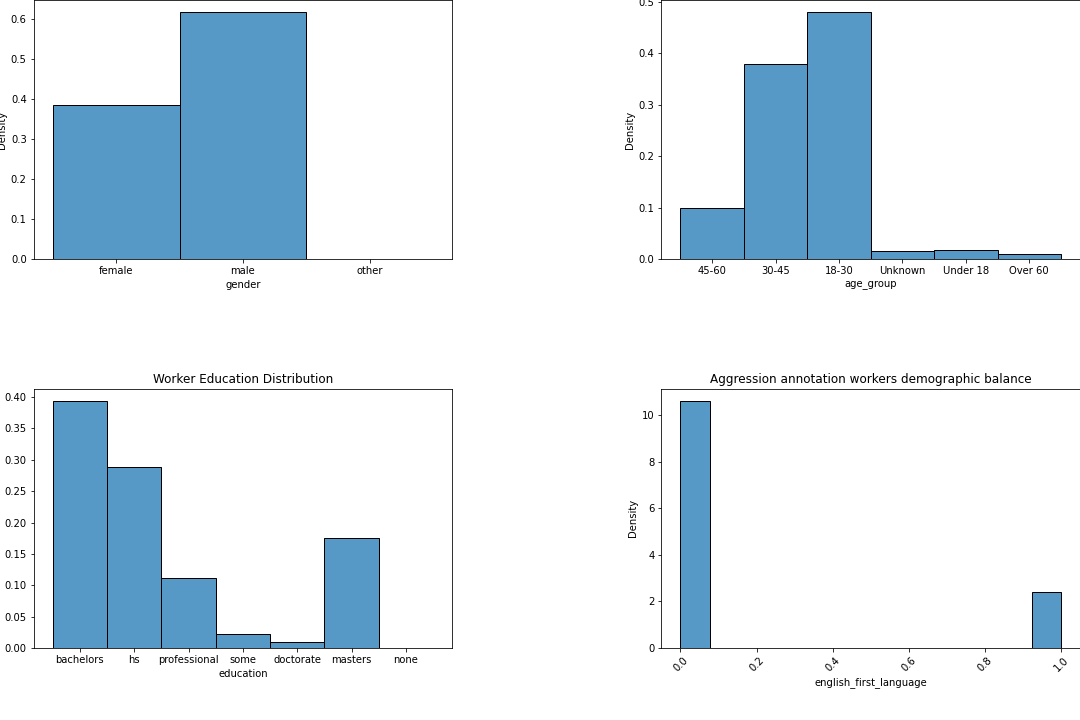 0.6
0.5
0.4
0.3
0.2
0.1
0.0
Density
female male other
gender
0.5
0.4
0.3
0.2
0.1
0.0
Density
45-60 30-45 18-30 Unknown Under 18 Over 60
age_group
Worker Education Distribution
0.40
0.35
0.30
0.25
0.20
0.15
0.10
0.05
0.00
bachelors hs professional some doctorate masters none
education
Aggression annotation workers demographic balance
10
8
6
4
2
0
Density
0.0 0.2 0.4 0.6 0.8 1.0
english_first_language